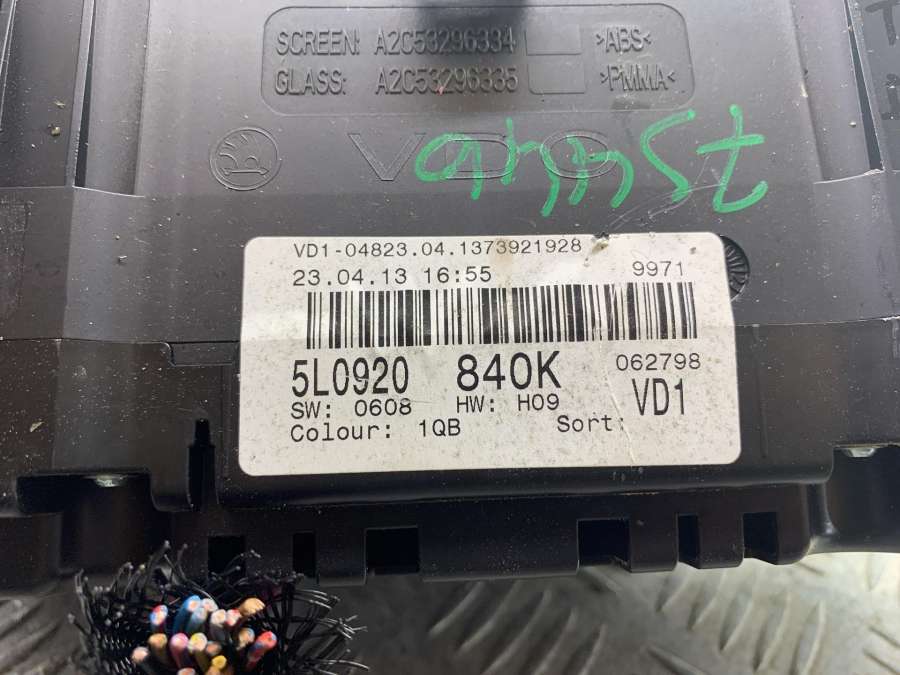 SCREEN: A2C53296334 >ABS<
GLASS: A2C53296335 >PMMA<
VDO
VD1-04823.04.1373921928
23.04.13 16:55 9971
5L0920 840K 062798
SW: 0608 HW: H09 VD1
Colour: 1QB Sort: